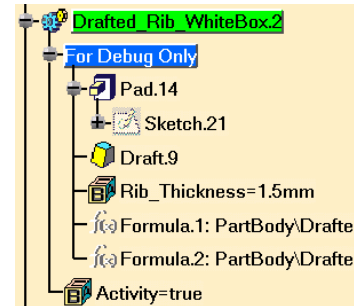 Drafted_Rib_WhiteBox.2
For Debug Only
Pad.14
Sketch.21
Draft.9
Rib_Thickness=1.5mm
f(x) Formula.1: PartBody\Drafte
f(x) Formula.2: PartBody\Drafte
Activity=true